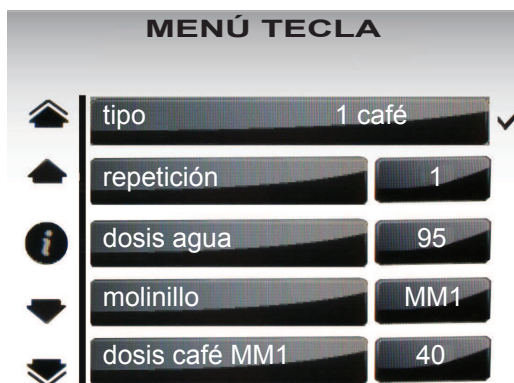 MENÚ TECLA
tipo 1 café
repetición 1
dosis agua 95
molinillo MM1
dosis café MM1 40